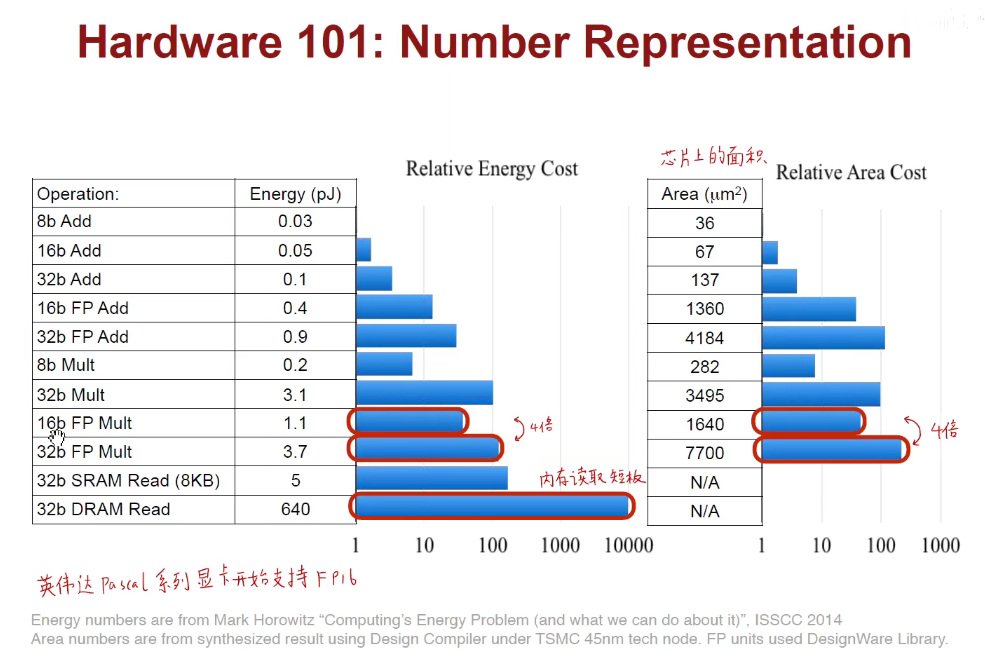 Hardware 101: Number Representation
芯片上的面积
Relative Energy Cost
Relative Area Cost
Operation: Energy (pJ) Area (μm²)
8b Add 0.03 36
16b Add 0.05 67
32b Add 0.1 137
16b FP Add 0.4 1360
32b FP Add 0.9 4184
8b Mult 0.2 282
32b Mult 3.1 3495
16b FP Mult 1.1 1640
4倍 4倍
32b FP Mult 3.7 7700
内存读取短板
32b SRAM Read (8KB) 5 N/A
32b DRAM Read 640 N/A
1 10 100 1000 10000 1 10 100 1000
英伟达 Pascal 系列显卡开始支持 FP16
Energy numbers are from Mark Horowitz “Computing’s Energy Problem (and what we can do about it)”, ISSCC 2014
Area numbers are from synthesized result using Design Compiler under TSMC 45nm tech node. FP units used DesignWare Library.